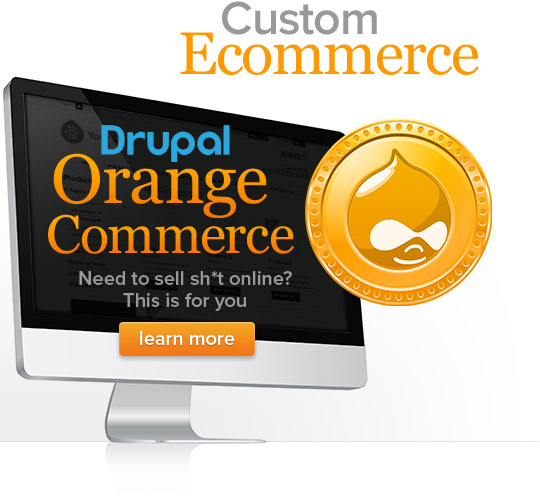 Custom
Ecommerce
Drupal
Orange
Commerce
Need to sell sh*t online?
This is for you
learn more